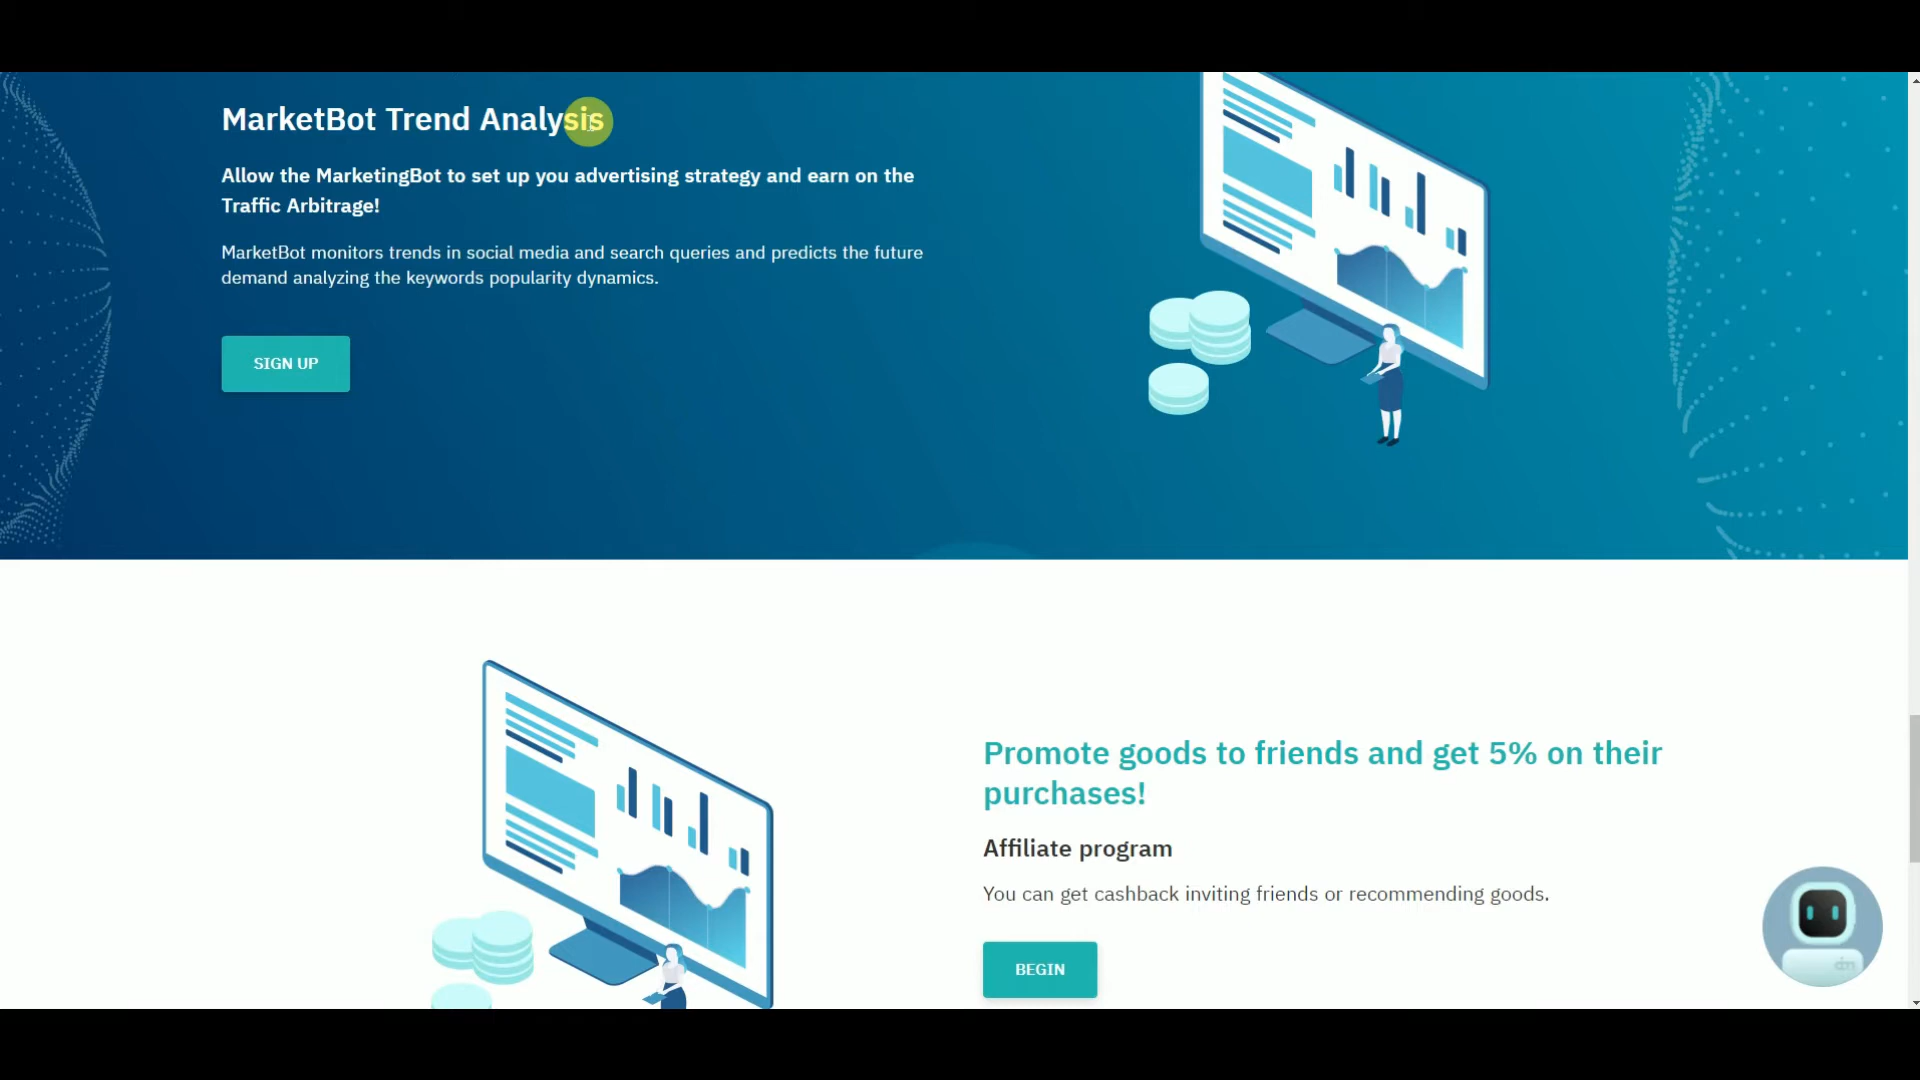 MarketBot Trend Analysis
Allow the MarketingBot to set up you advertising strategy and earn on the
Traffic Arbitrage!
MarketBot monitors trends in social media and search queries and predicts the future
demand analyzing the keywords popularity dynamics.
SIGN UP
Promote goods to friends and get 5% on their
purchases!
Affiliate program
You can get cashback inviting friends or recommending goods.
BEGIN